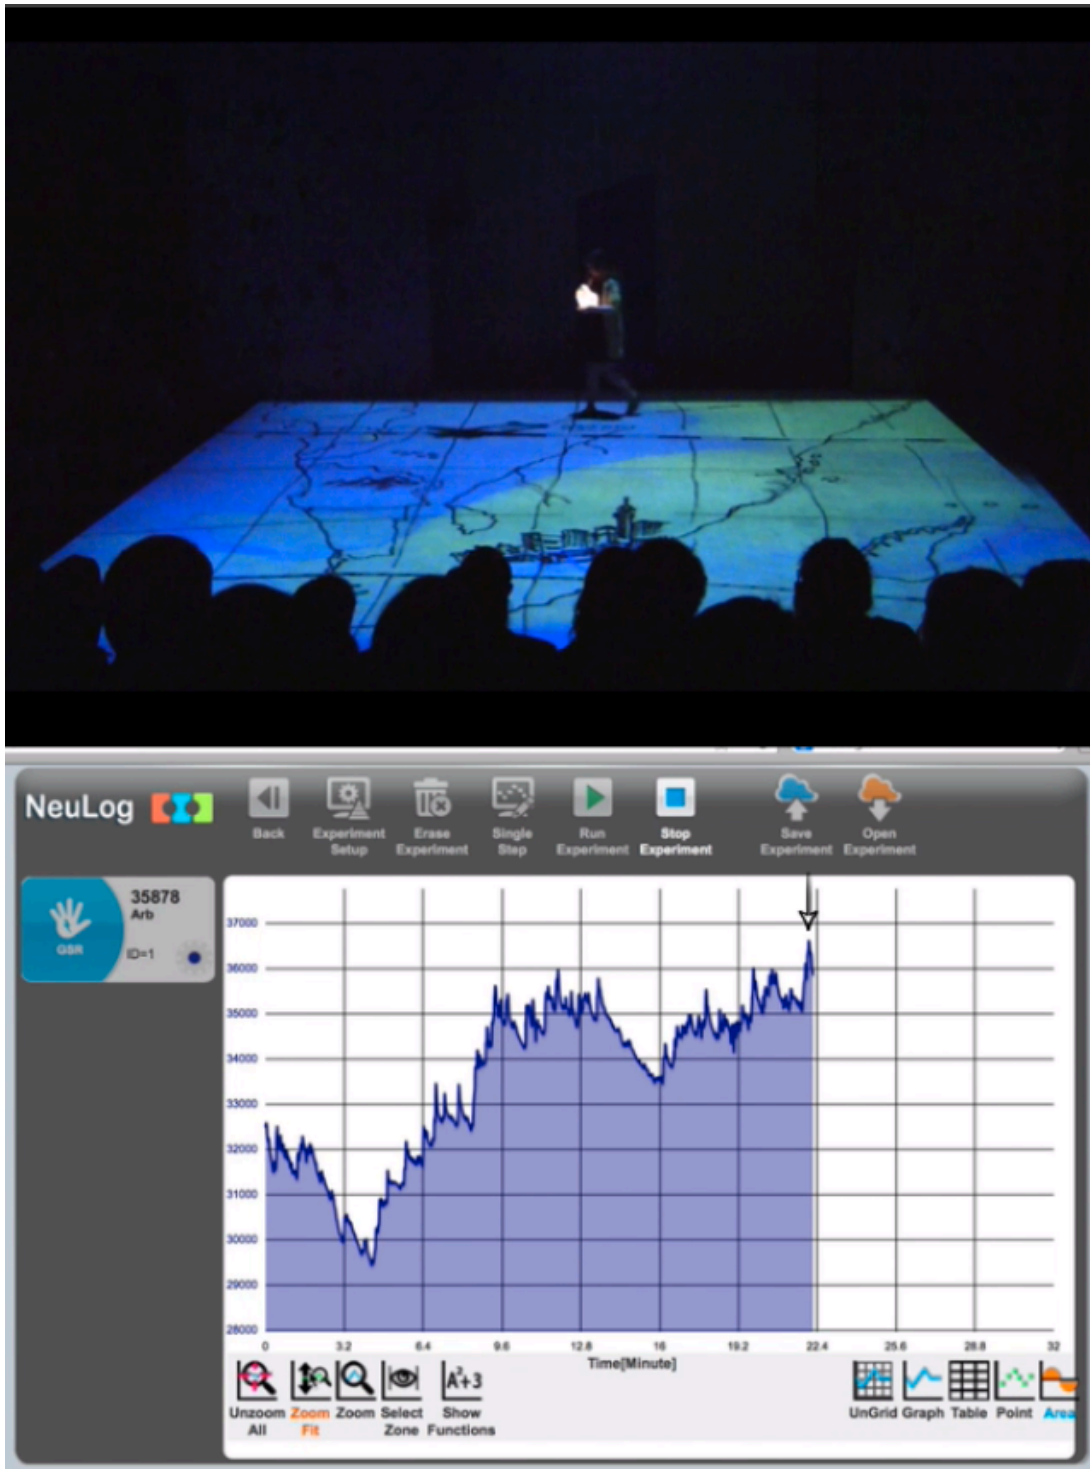 NeuLog
Back
Experiment
Setup
Erase
Experiment
Single
Step
Run
Experiment
Stop
Experiment
Save
Experiment
Open
Experiment
35878
Arb
GSR
ID=1
37000
36000
35000
34000
33000
32000
31000
30000
29000
28000
0 3.2 6.4 9.6 12.8 16 19.2 22.4 25.6 28.8 32
Time[Minute]
A²+3
Unzoom
All
Zoom
Fit
Zoom
Select
Zone
Show
Functions
UnGrid
Graph
Table
Point
Area